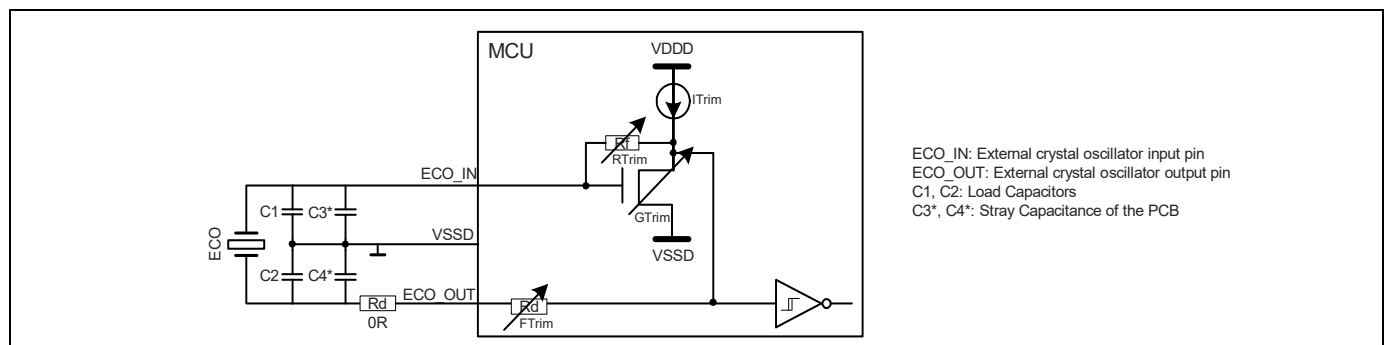 MCU
VDDD
ITrim
Rf
RTrim
ECO_IN
GTrim
C1
C3*
VSSD
VSSD
ECO
C2
C4*
Rd
0R
ECO_OUT
Rd
FTrim
ECO_IN: External crystal oscillator input pin
ECO_OUT: External crystal oscillator output pin
C1, C2: Load Capacitors
C3*, C4*: Stray Capacitance of the PCB